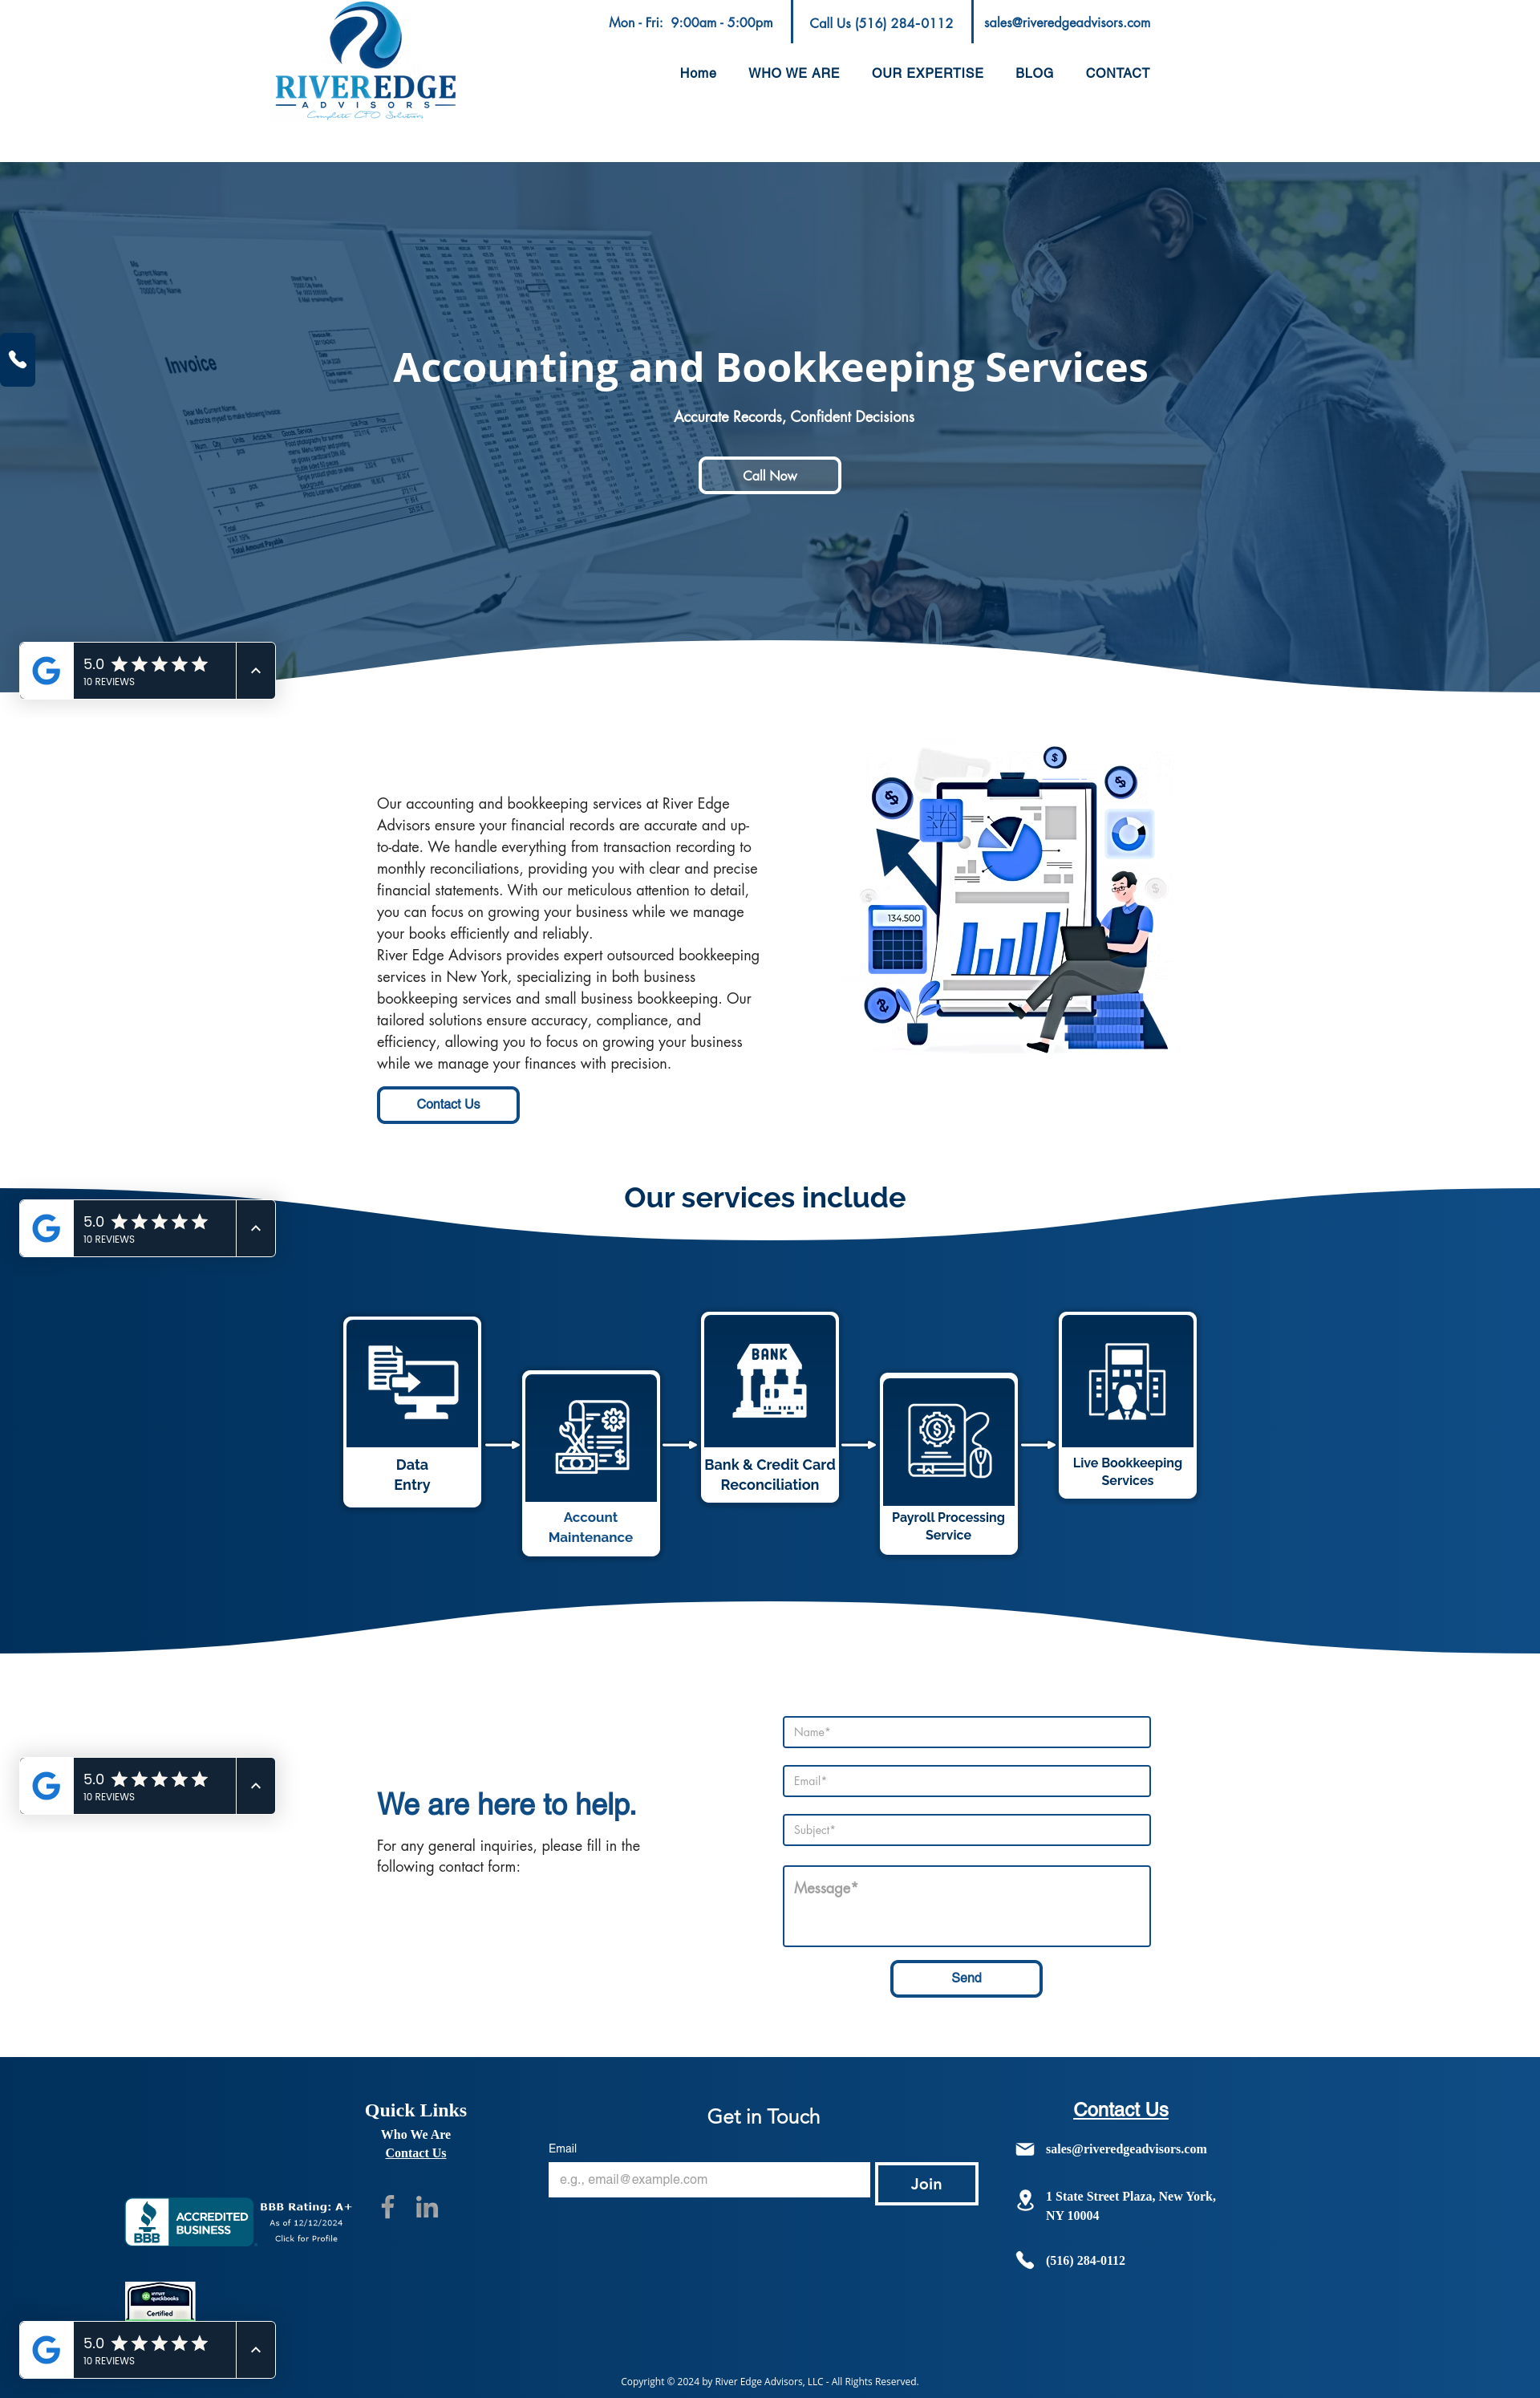 RIVEREDGE
ADVISORS
Complete CFO Solutions
Mon - Fri: 9:00am - 5:00pm
Call Us (516) 284-0112
sales@riveredgeadvisors.com
Home
WHO WE ARE
OUR EXPERTISE
BLOG
CONTACT
Invoice
Accounting and Bookkeeping Services
Accurate Records, Confident Decisions
Call Now
5.0
10 REVIEWS
Our accounting and bookkeeping services at River Edge
Advisors ensure your financial records are accurate and up-
to-date. We handle everything from transaction recording to
monthly reconciliations, providing you with clear and precise
financial statements. With our meticulous attention to detail,
you can focus on growing your business while we manage
your books efficiently and reliably.
River Edge Advisors provides expert outsourced bookkeeping
services in New York, specializing in both business
bookkeeping services and small business bookkeeping. Our
tailored solutions ensure accuracy, compliance, and
efficiency, allowing you to focus on growing your business
while we manage your finances with precision.
134.500
Contact Us
Our services include
5.0
10 REVIEWS
Data
Entry
Account
Maintenance
BANK
Bank & Credit Card
Reconciliation
Payroll Processing
Service
Live Bookkeeping
Services
5.0
10 REVIEWS
We are here to help.
For any general inquiries, please fill in the
following contact form:
Name*
Email*
Subject*
Message*
Send
Quick Links
Who We Are
Contact Us
BBB
ACCREDITED
BUSINESS
BBB Rating: A+
As of 12/12/2024
Click for Profile
Get in Touch
Email
e.g., email@example.com
Join
Contact Us
sales@riveredgeadvisors.com
1 State Street Plaza, New York,
NY 10004
(516) 284-0112
quickbooks
Certified
5.0
10 REVIEWS
Copyright © 2024 by River Edge Advisors, LLC - All Rights Reserved.